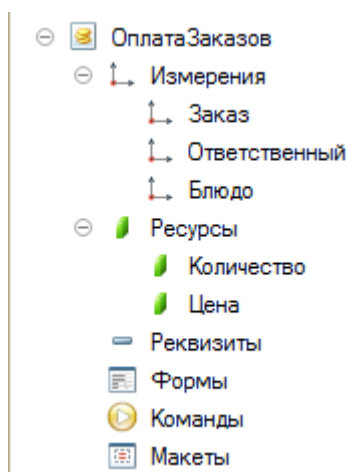 ОплатаЗаказов
Измерения
Заказ
Ответственный
Блюдо
Ресурсы
Количество
Цена
Реквизиты
Формы
Команды
Макеты